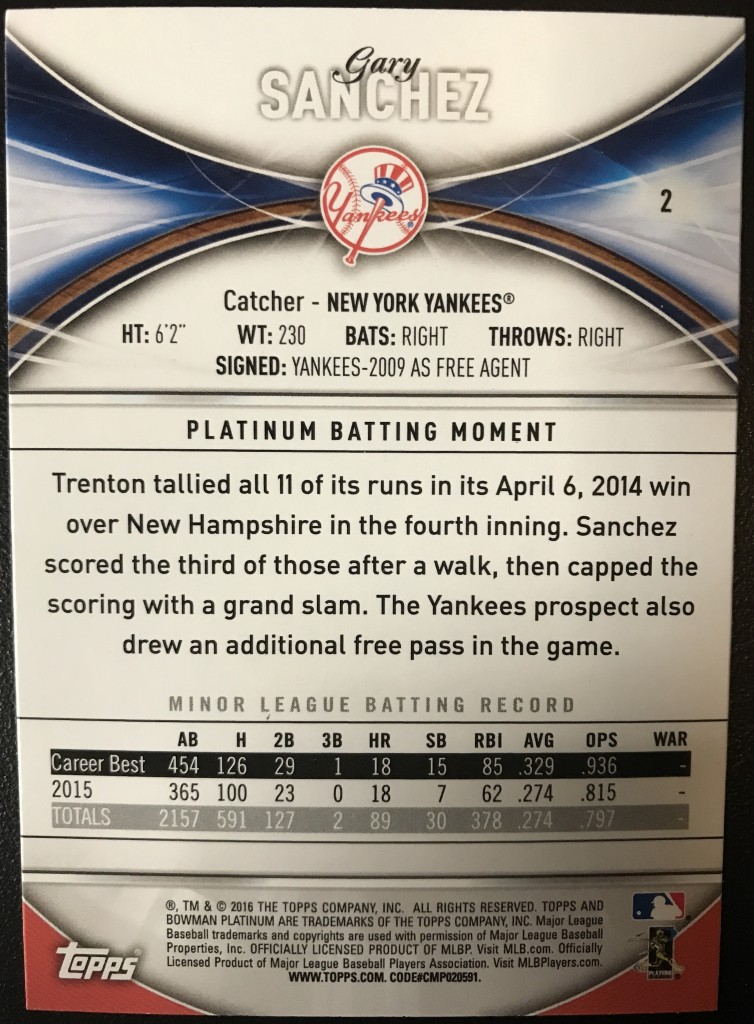 Gary
SANCHEZ
Yankees®
2
Catcher - NEW YORK YANKEES®
HT: 6'2" WT: 230 BATS: RIGHT THROWS: RIGHT
SIGNED: YANKEES-2009 AS FREE AGENT
PLATINUM BATTING MOMENT
Trenton tallied all 11 of its runs in its April 6, 2014 win
over New Hampshire in the fourth inning. Sanchez
scored the third of those after a walk, then capped the
scoring with a grand slam. The Yankees prospect also
drew an additional free pass in the game.
MINOR LEAGUE BATTING RECORD
AB H 2B 3B HR SB RBI AVG OPS WAR
Career Best 454 126 29 1 18 15 85 .329 .936 -
2015 365 100 23 0 18 7 62 .274 .815 -
TOTALS 2157 591 127 2 89 30 378 .274 .797 -
®, TM & © 2016 THE TOPPS COMPANY, INC. ALL RIGHTS RESERVED. TOPPS AND
BOWMAN PLATINUM ARE TRADEMARKS OF THE TOPPS COMPANY, INC. Major League
Baseball trademarks and copyrights are used with permission of Major League Baseball
Properties, Inc. OFFICIALLY LICENSED PRODUCT OF MLBP. Visit MLB.com. Officially
Licensed Product of Major League Baseball Players Association. Visit MLBPlayers.com.
WWW.TOPPS.COM. CODE#CMP020591.
Topps
PLAYERS